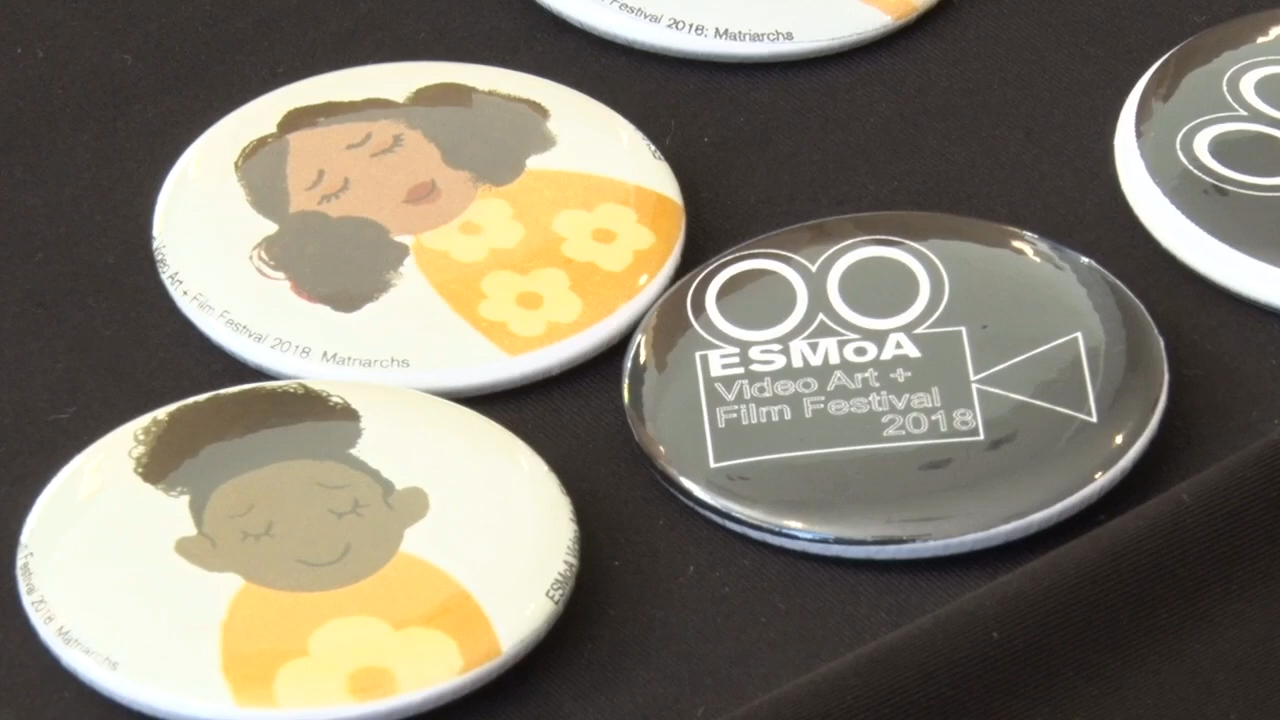 Festival 2018: Matriarchs
Video Art + Film Festival 2018: Matriarchs
ESMoA
Video Art +
Film Festival
2018
Festival 2018: Matriarchs
ESMoA